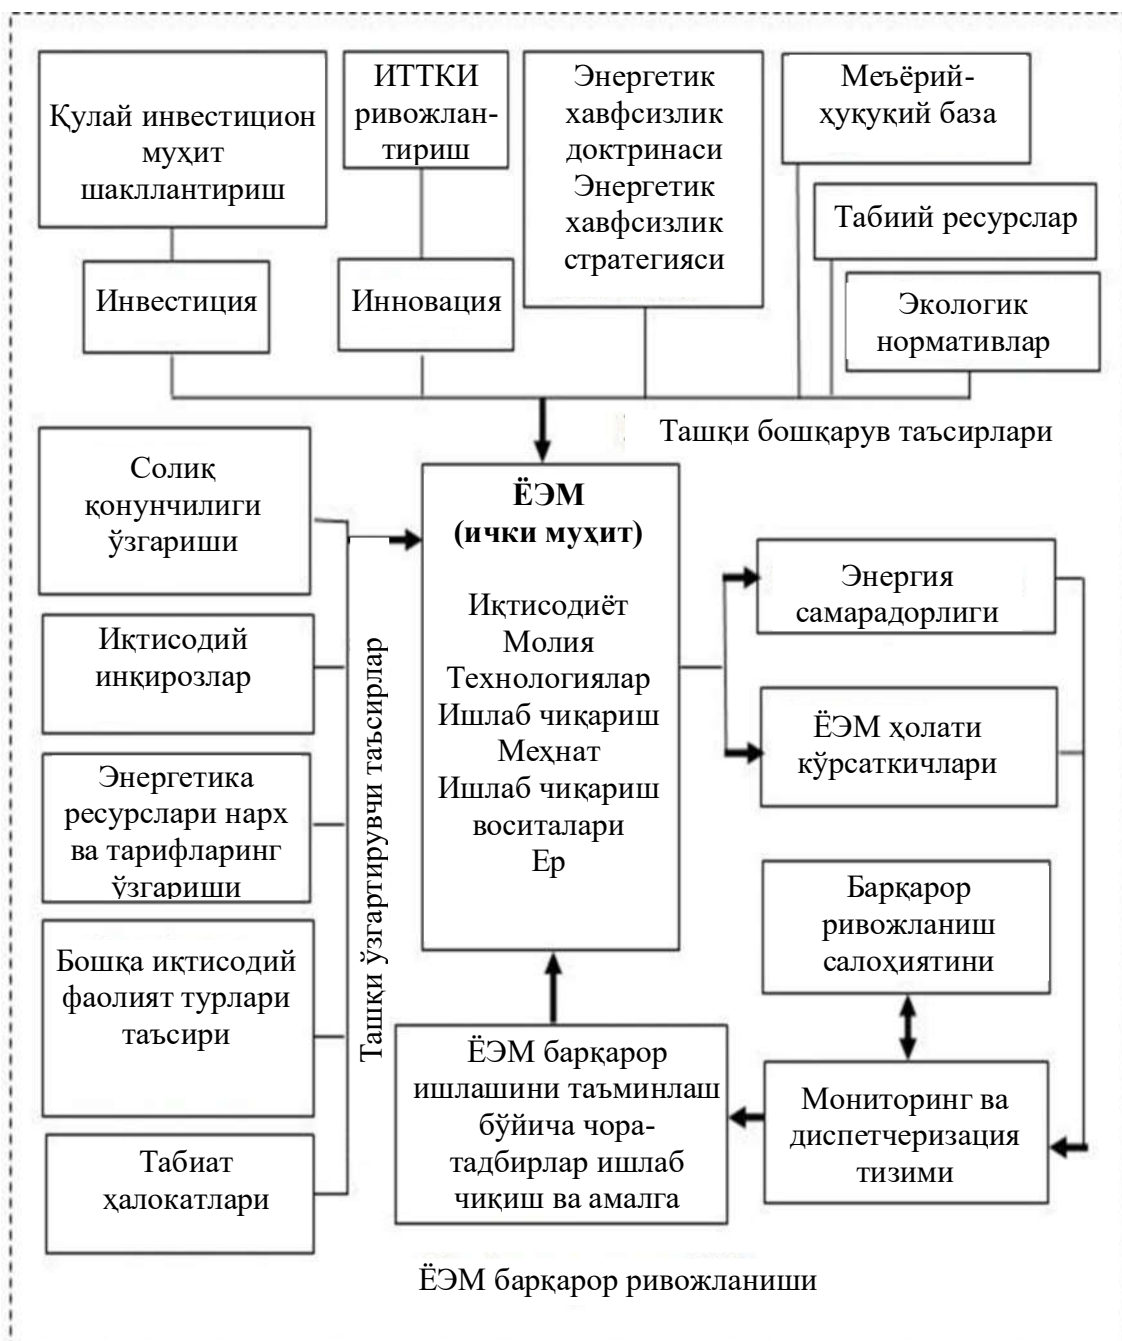 Қулай инвестицион
муҳит
шакллантириш
ИТТКИ
ривожлан-
тириш
Энергетик
хавфсизлик
доктринаси
Энергетик
хавфсизлик
стратегияси
Меъёрий-
ҳуқуқий база
Табиий ресурслар
Экологик
нормативлар
Инвестиция
Инновация
Ташқи бошқарув таъсирлари
Солиқ
қонунчилиги
ўзгариши
Иқтисодий
инқирозлар
Энергетика
ресурслари нарх
ва тарифларинг
ўзгариши
Бошқа иқтисодий
фаолият турлари
таъсири
Табиат
ҳалокатлари
Ташқи ўзгартирувчи таъсирлар
ЁЭМ
(ички муҳит)
Иқтисодиёт
Молия
Технологиялар
Ишлаб чиқариш
Меҳнат
Ишлаб чиқариш
воситалари
Ер
Энергия
самарадорлиги
ЁЭМ ҳолати
кўрсаткичлари
Барқарор
ривожланиш
салоҳиятини
Мониторинг ва
диспетчеризация
тизими
ЁЭМ барқарор
ишлашини таъминлаш
бўйича чора-
тадбирлар ишлаб
чиқиш ва амалга
ЁЭМ барқарор ривожланиши